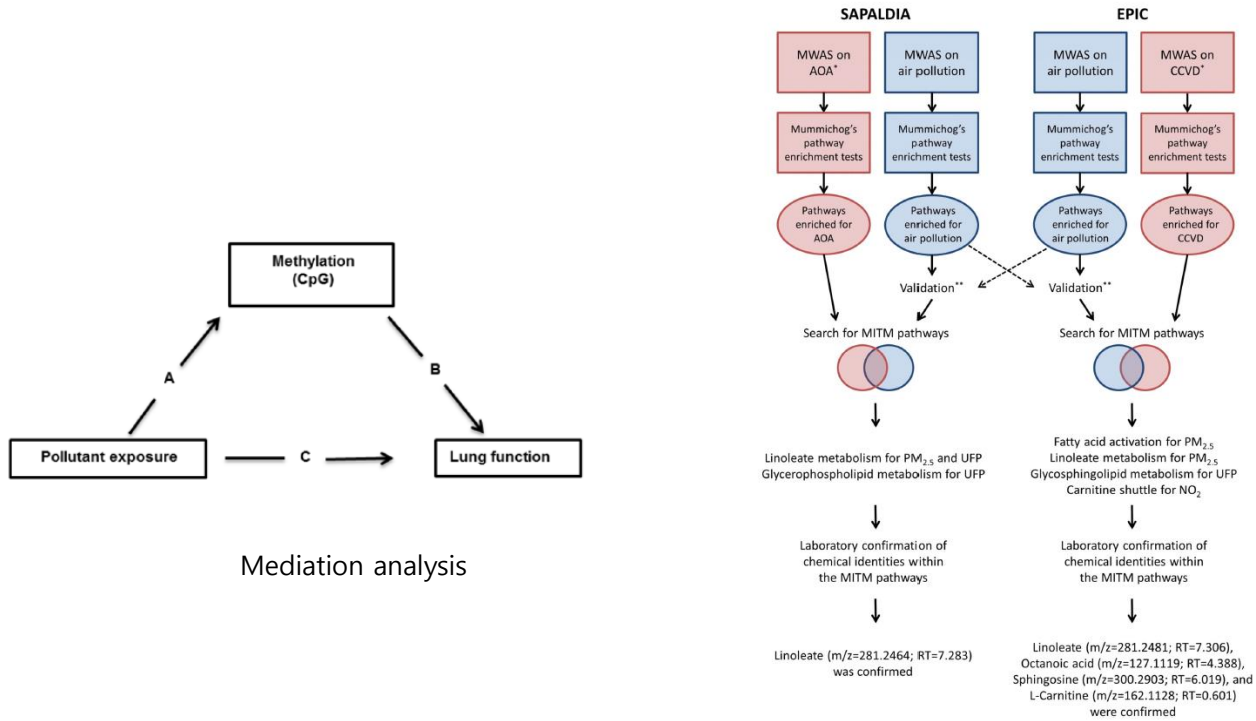 Methylation
(CpG)
A
B
Pollutant exposure
C
Lung function
Mediation analysis
SAPALDIA
MWAS on
AOA*
MWAS on
air pollution
Mummichog's
pathway
enrichment tests
Mummichog's
pathway
enrichment tests
Pathways
enriched for
AOA
Pathways
enriched for
air pollution
Validation**
Search for MITM pathways
Linoleate metabolism for PM2.5 and UFP
Glycerophospholipid metabolism for UFP
Laboratory confirmation of
chemical identities within
the MITM pathways
Linoleate (m/z=281.2464; RT=7.283)
was confirmed
EPIC
MWAS on
air pollution
MWAS on
CCVD*
Mummichog's
pathway
enrichment tests
Mummichog's
pathway
enrichment tests
Pathways
enriched for
air pollution
Pathways
enriched for
CCVD
Validation**
Search for MITM pathways
Fatty acid activation for PM2.5
Linoleate metabolism for PM2.5
Glycosphingolipid metabolism for UFP
Carnitine shuttle for NO2
Laboratory confirmation of
chemical identities within
the MITM pathways
Linoleate (m/z=281.2481; RT=7.306),
Octanoic acid (m/z=127.1119; RT=4.388),
Sphingosine (m/z=300.2903; RT=6.019), and
L-Carnitine (m/z=162.1128; RT=0.601)
were confirmed